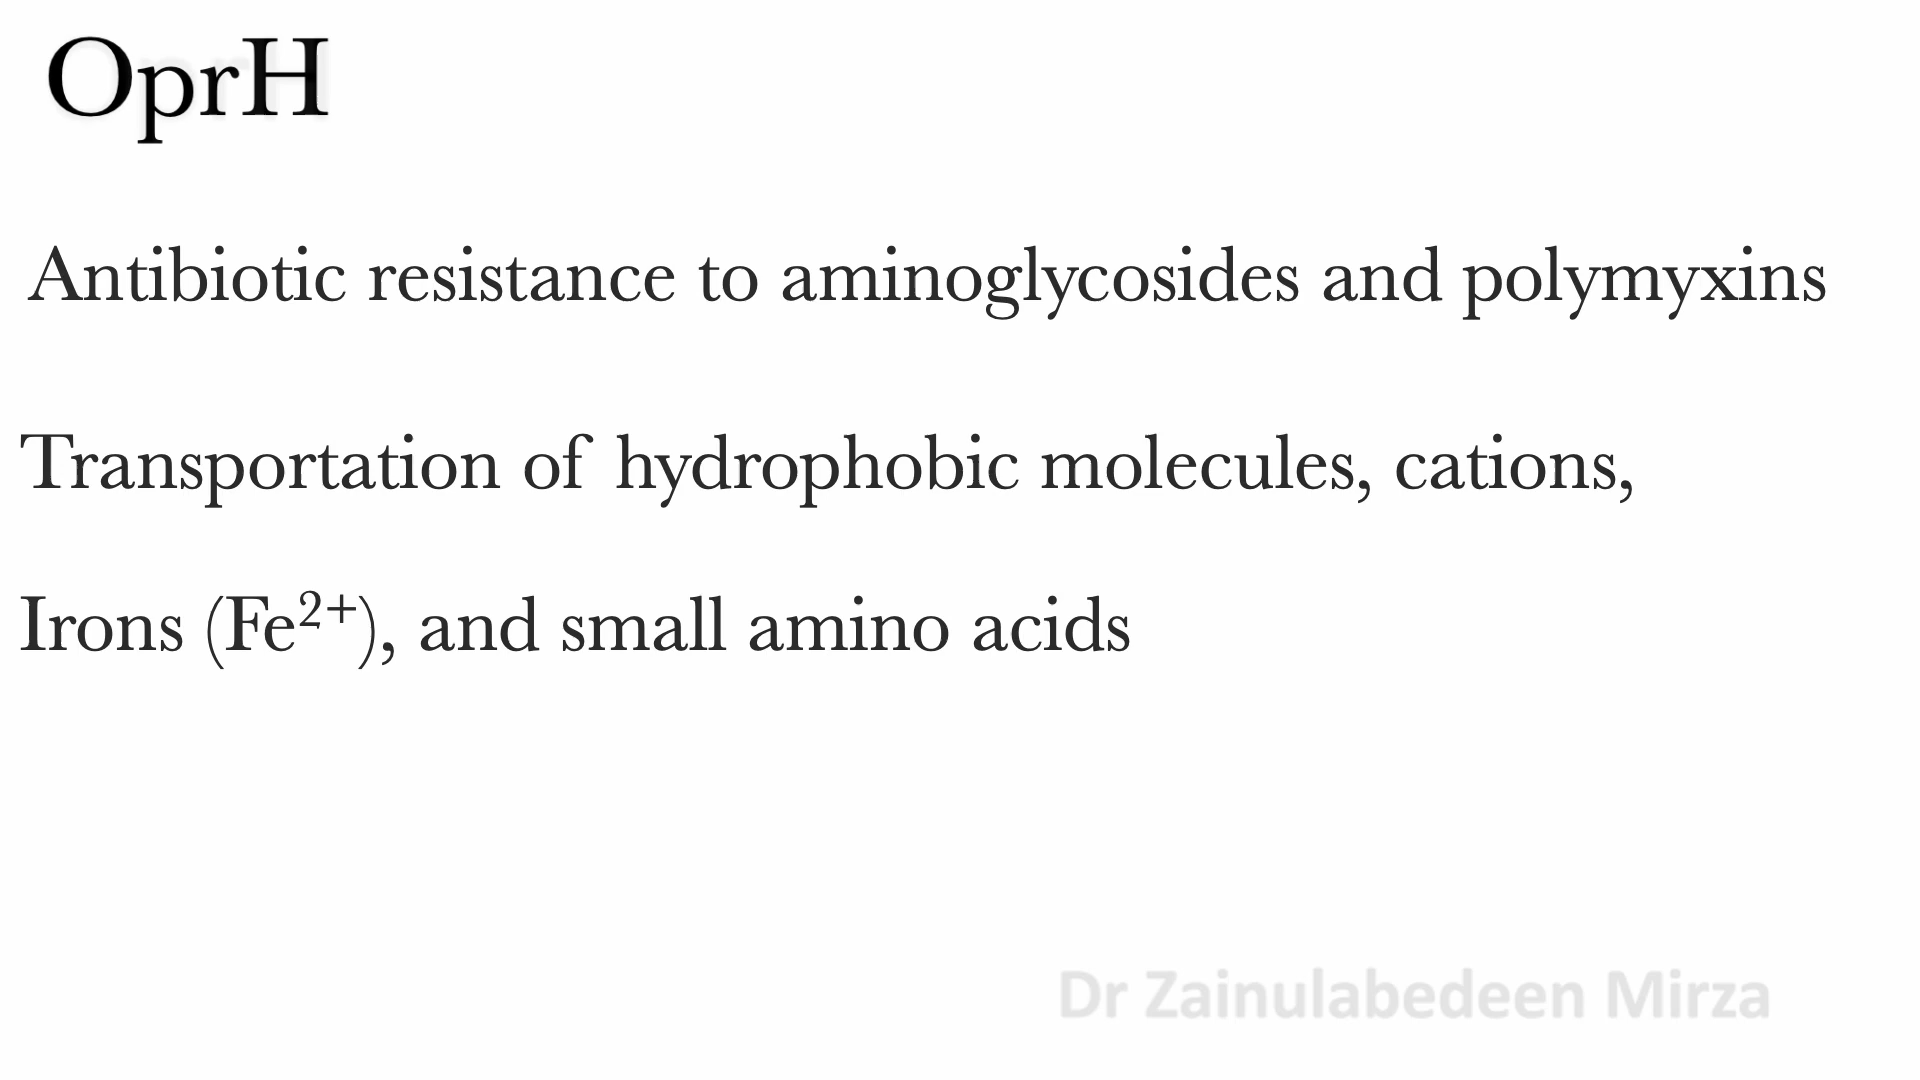 OprH
Antibiotic resistance to aminoglycosides and polymyxins
Transportation of hydrophobic molecules, cations,
Irons (Fe²⁺), and small amino acids
Dr Zainulabedeen Mirza